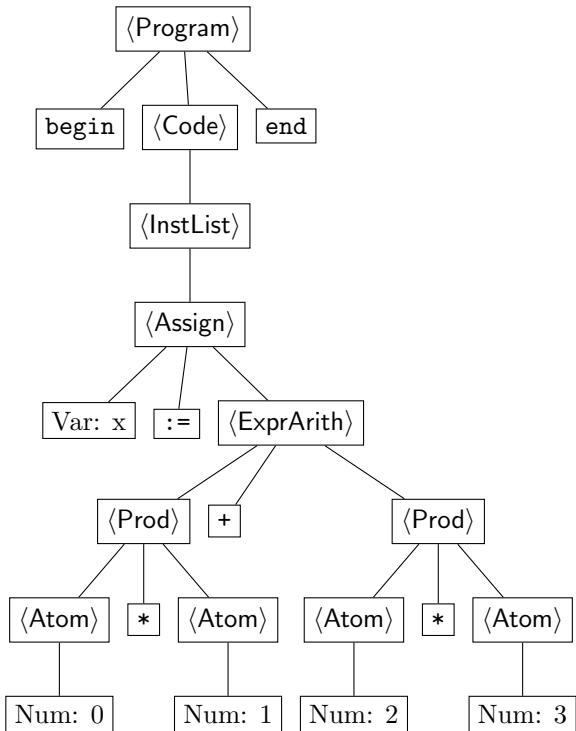 ⟨Program⟩
begin ⟨Code⟩ end
⟨InstList⟩
⟨Assign⟩
Var: x := ⟨ExprArith⟩
⟨Prod⟩ + ⟨Prod⟩
⟨Atom⟩ * ⟨Atom⟩ ⟨Atom⟩ * ⟨Atom⟩
Num: 0 Num: 1 Num: 2 Num: 3